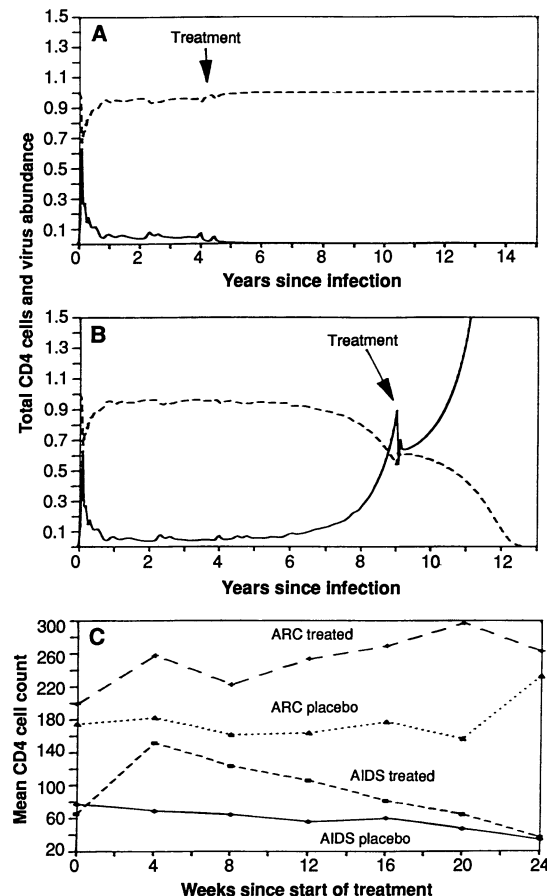 Total CD4 cells and virus abundance
A
Treatment
1.5
1.3
1.1
0.9
0.7
0.5
0.3
0.1
0 2 4 6 8 10 12 14
Years since infection
B
Treatment
1.5
1.3
1.1
0.9
0.7
0.5
0.3
0.1
0 2 4 6 8 10 12
Years since infection
C
Mean CD4 cell count
300
260
220
180
140
100
60
20
ARC treated
ARC placebo
AIDS treated
AIDS placebo
0 4 8 12 16 20 24
Weeks since start of treatment